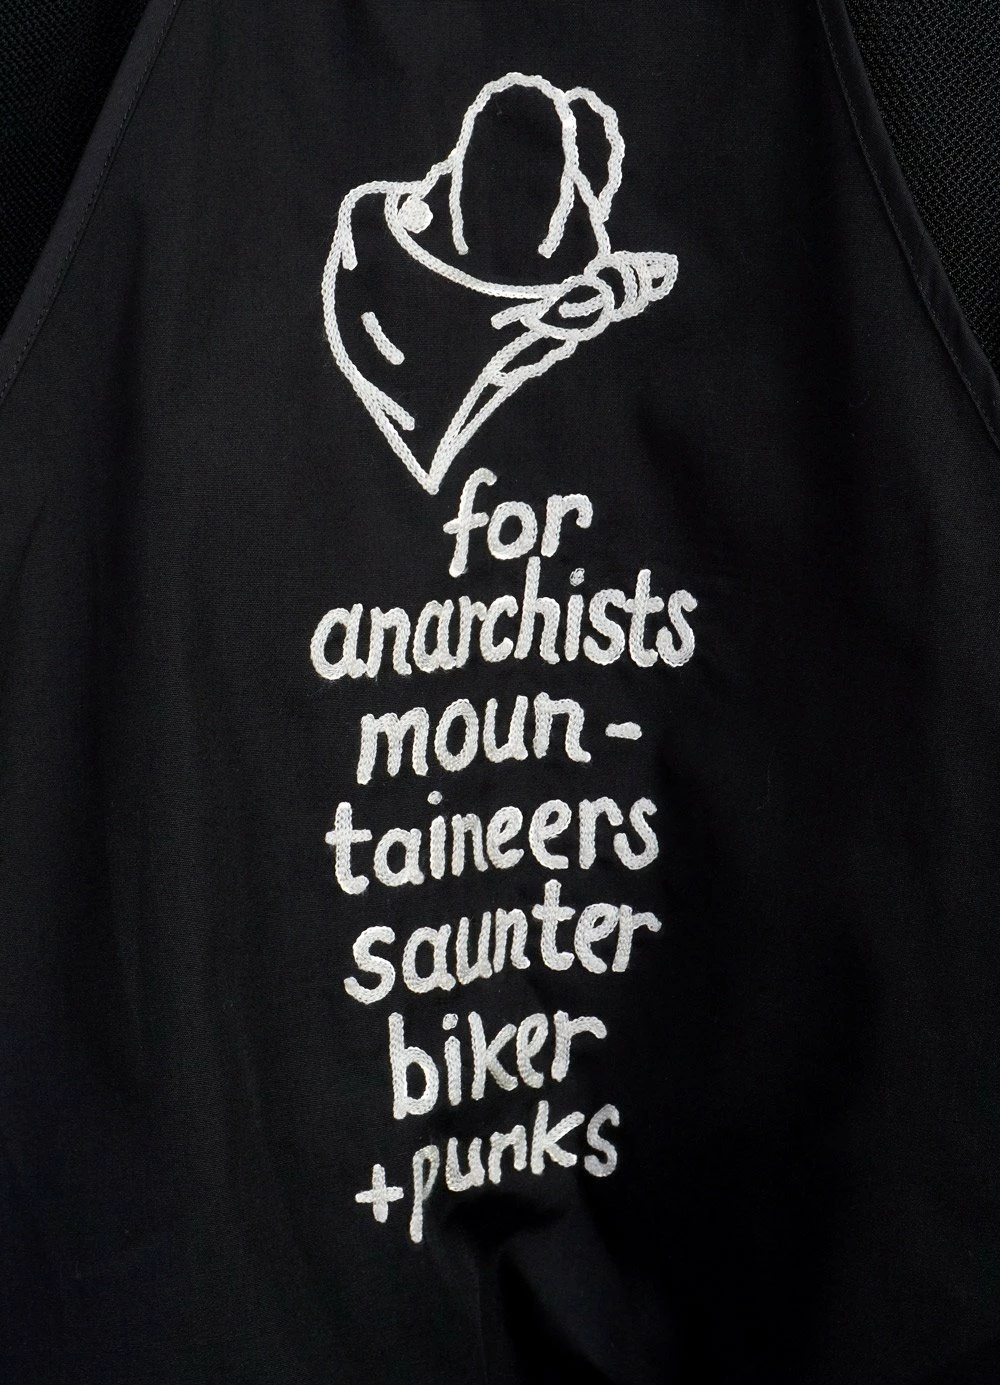 for
anarchists
moun-
taineers
saunter
biker
+punks